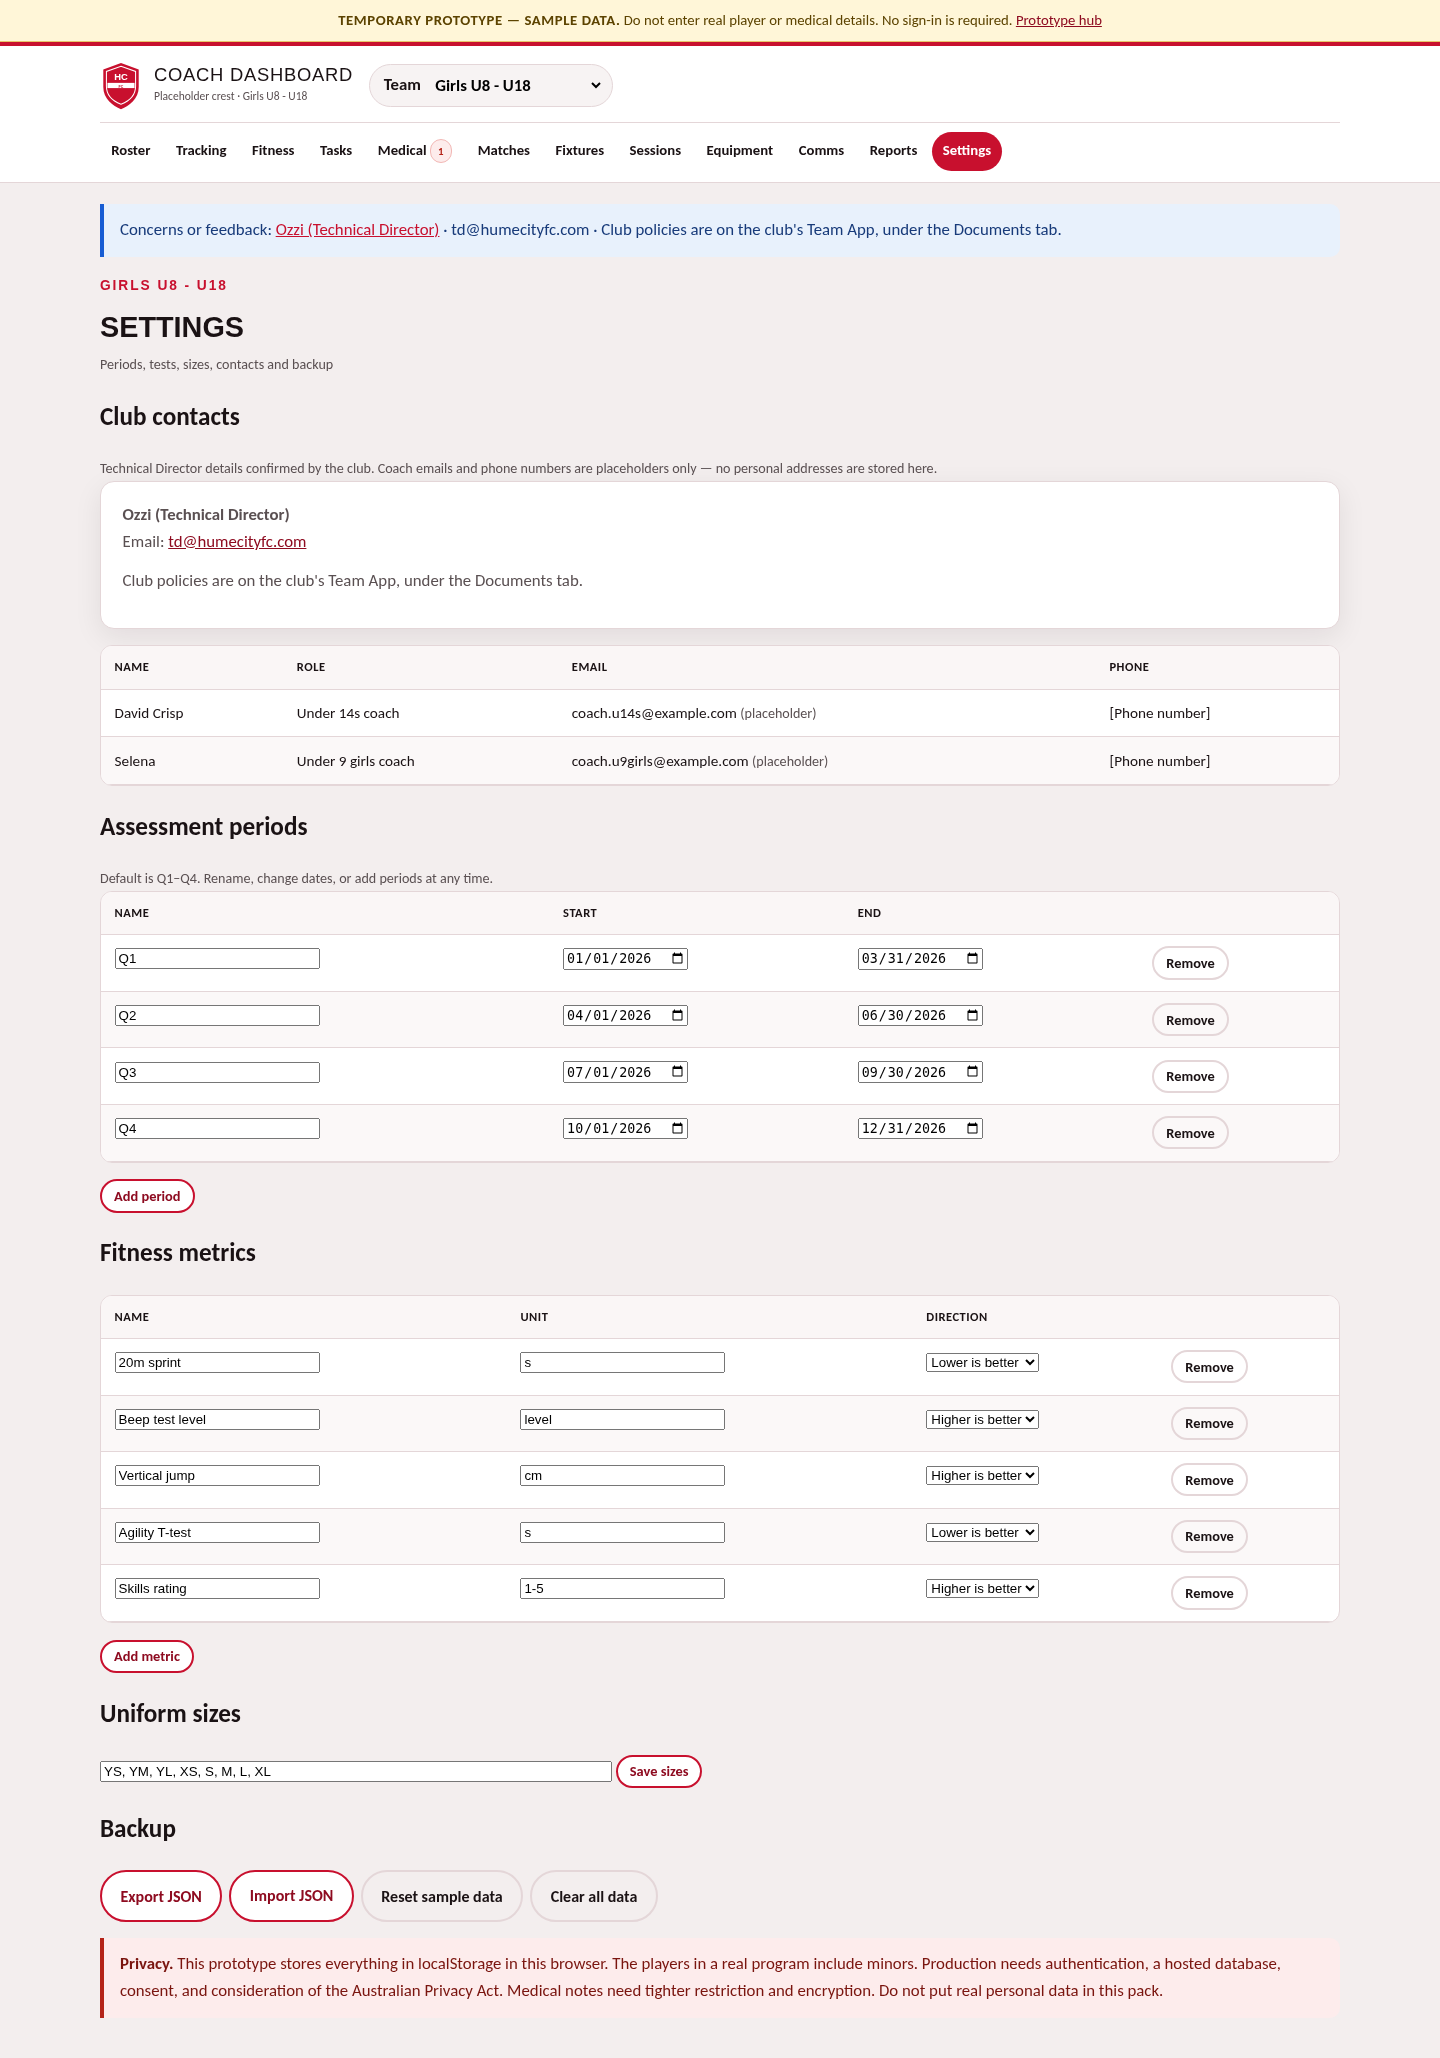 TEMPORARY PROTOTYPE — SAMPLE DATA. Do not enter real player or medical details. No sign-in is required. Prototype hub
HC
FC
COACH DASHBOARD
Placeholder crest · Girls U8 - U18
Team Girls U8 - U18
Roster Tracking Fitness Tasks Medical 1 Matches Fixtures Sessions Equipment Comms Reports Settings
Concerns or feedback: Ozzi (Technical Director) · td@humecityfc.com · Club policies are on the club's Team App, under the Documents tab.
GIRLS U8 - U18
SETTINGS
Periods, tests, sizes, contacts and backup
Club contacts
Technical Director details confirmed by the club. Coach emails and phone numbers are placeholders only — no personal addresses are stored here.
Ozzi (Technical Director)
Email: td@humecityfc.com
Club policies are on the club's Team App, under the Documents tab.
NAME ROLE EMAIL PHONE
David Crisp Under 14s coach coach.u14s@example.com (placeholder) [Phone number]
Selena Under 9 girls coach coach.u9girls@example.com (placeholder) [Phone number]
Assessment periods
Default is Q1–Q4. Rename, change dates, or add periods at any time.
NAME START END
Q1 01/01/2026 03/31/2026 Remove
Q2 04/01/2026 06/30/2026 Remove
Q3 07/01/2026 09/30/2026 Remove
Q4 10/01/2026 12/31/2026 Remove
Add period
Fitness metrics
NAME UNIT DIRECTION
20m sprint s Lower is better Remove
Beep test level level Higher is better Remove
Vertical jump cm Higher is better Remove
Agility T-test s Lower is better Remove
Skills rating 1-5 Higher is better Remove
Add metric
Uniform sizes
YS, YM, YL, XS, S, M, L, XL Save sizes
Backup
Export JSON Import JSON Reset sample data Clear all data
Privacy. This prototype stores everything in localStorage in this browser. The players in a real program include minors. Production needs authentication, a hosted database,
consent, and consideration of the Australian Privacy Act. Medical notes need tighter restriction and encryption. Do not put real personal data in this pack.